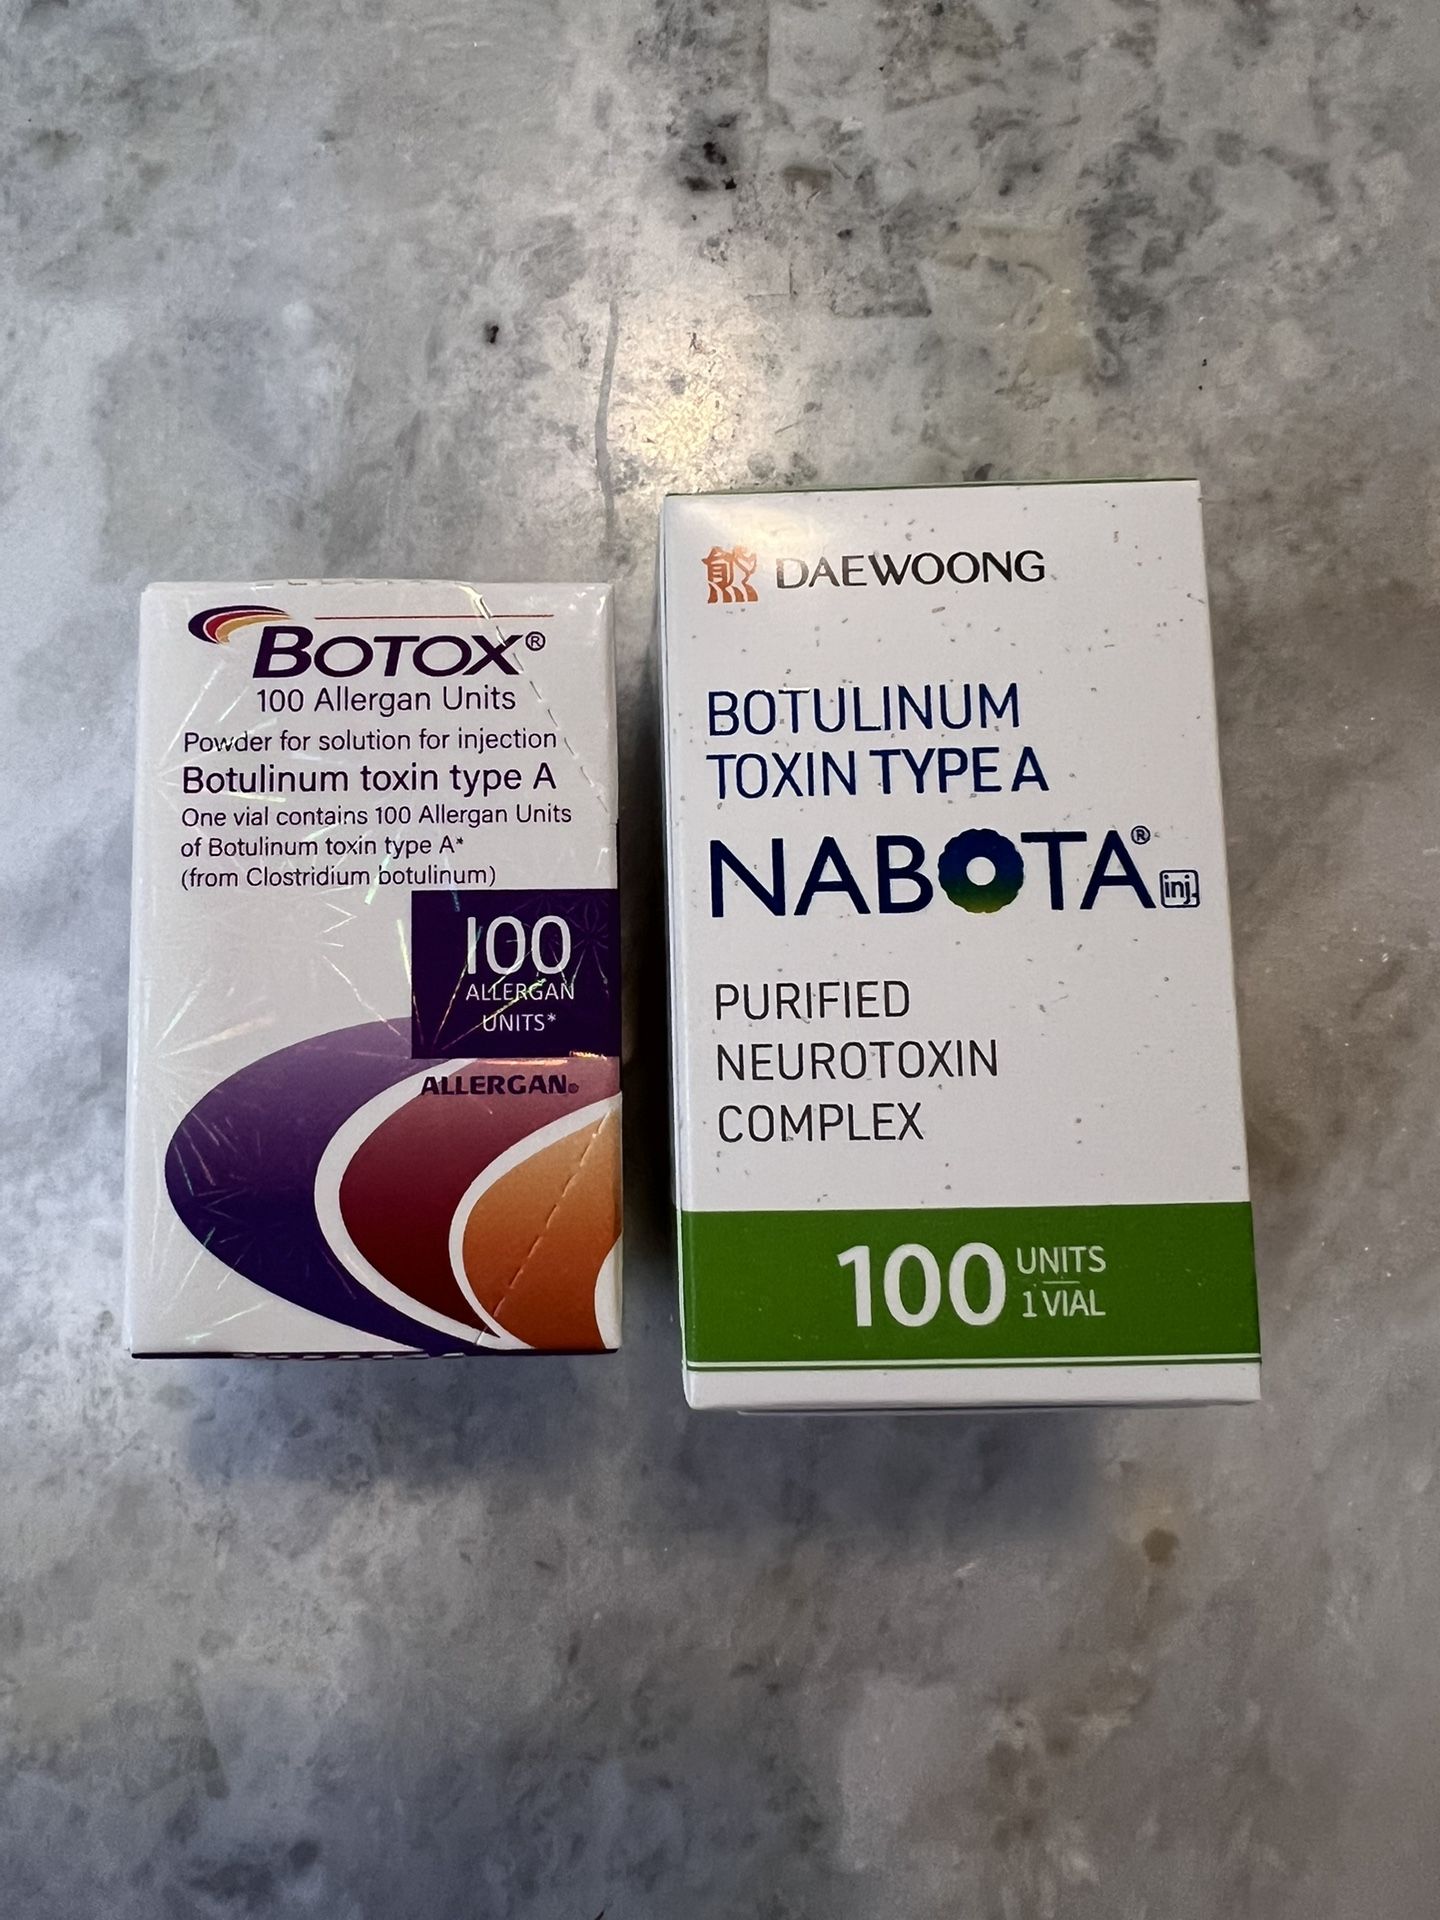 BOTOX®
100 Allergan Units
Powder for solution for injection
Botulinum toxin type A
One vial contains 100 Allergan Units
of Botulinum toxin type A*
(from Clostridium botulinum)
100
ALLERGAN
UNITS*
ALLERGAN®
DAEWOONG
BOTULINUM
TOXIN TYPE A
NABOTA® inj.
PURIFIED
NEUROTOXIN
COMPLEX
100 UNITS
1 VIAL